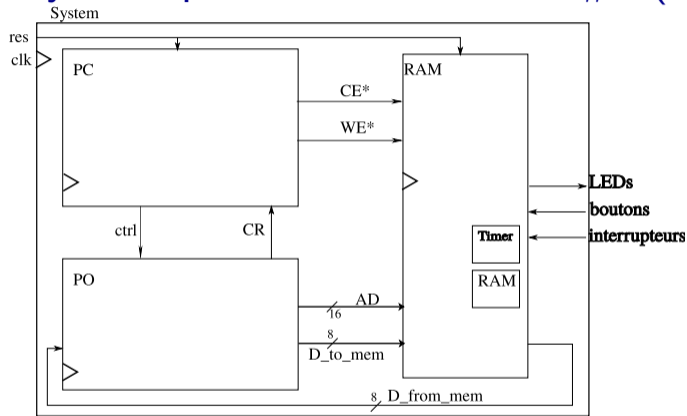 System
res
clk
PC
RAM
CE*
WE*
LEDs
boutons
interrupteurs
Timer
RAM
ctrl
CR
PO
AD
16
8
D_to_mem
8
D_from_mem